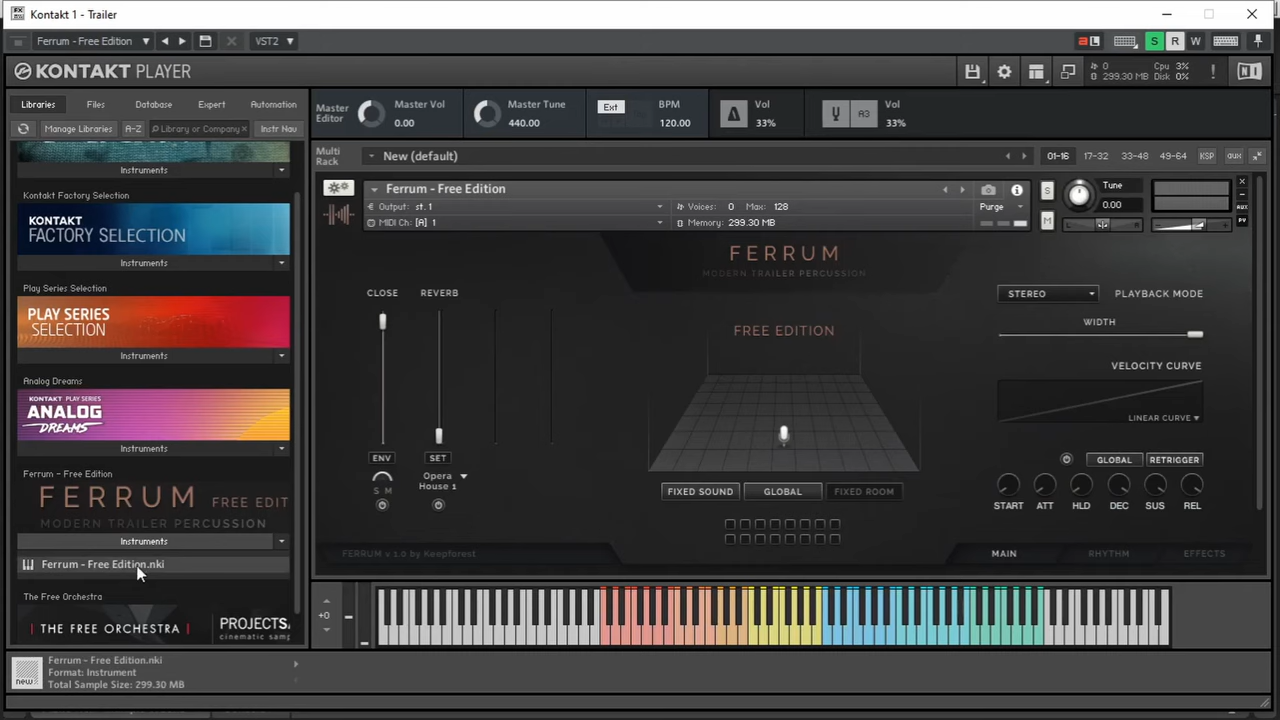 Kontakt 1 - Trailer
Ferrum - Free Edition
VST2
a L
S R W
KONTAKT PLAYER
0
299.30 MB
Cpu 3%
Disk 0%
!
NI
Libraries Files Database Expert Automation
Manage Libraries A-Z Library or Company Instr Nav
Instruments
Kontakt Factory Selection
KONTAKT
FACTORY SELECTION
Instruments
Play Series Selection
PLAY SERIES
SELECTION
Instruments
Analog Dreams
KONTAKT PLAY SERIES
ANALOG
DREAMS
Instruments
Ferrum - Free Edition
FERRUM FREE EDIT
MODERN TRAILER PERCUSSION
Instruments
Ferrum - Free Edition.nki
The Free Orchestra
| THE FREE ORCHESTRA |
PROJECTS
cinematic samp
new
Ferrum - Free Edition.nki
Format: Instrument
Total Sample Size: 299.30 MB
Master
Editor
Master Vol
0.00
Master Tune
440.00
Ext
BPM
120.00
Vol
33%
A3
Vol
33%
Multi
Rack
New (default)
01-16 17-32 33-48 49-64 KSP aux
Ferrum - Free Edition
Output: st.1
Voices: 0 Max: 128
Purge
MIDI Ch: [A] 1
Memory: 299.30 MB
S
M
Tune
0.00
L R
AUX
PV
FERRUM
MODERN TRAILER PERCUSSION
CLOSE REVERB
STEREO PLAYBACK MODE
WIDTH
FREE EDITION
VELOCITY CURVE
LINEAR CURVE
ENV SET
Opera
House 1
S M
GLOBAL RETRIGGER
FIXED SOUND GLOBAL FIXED ROOM
START ATT HLD DEC SUS REL
FERRUM v 1.0 by Keepforest
MAIN RHYTHM EFFECTS
+0